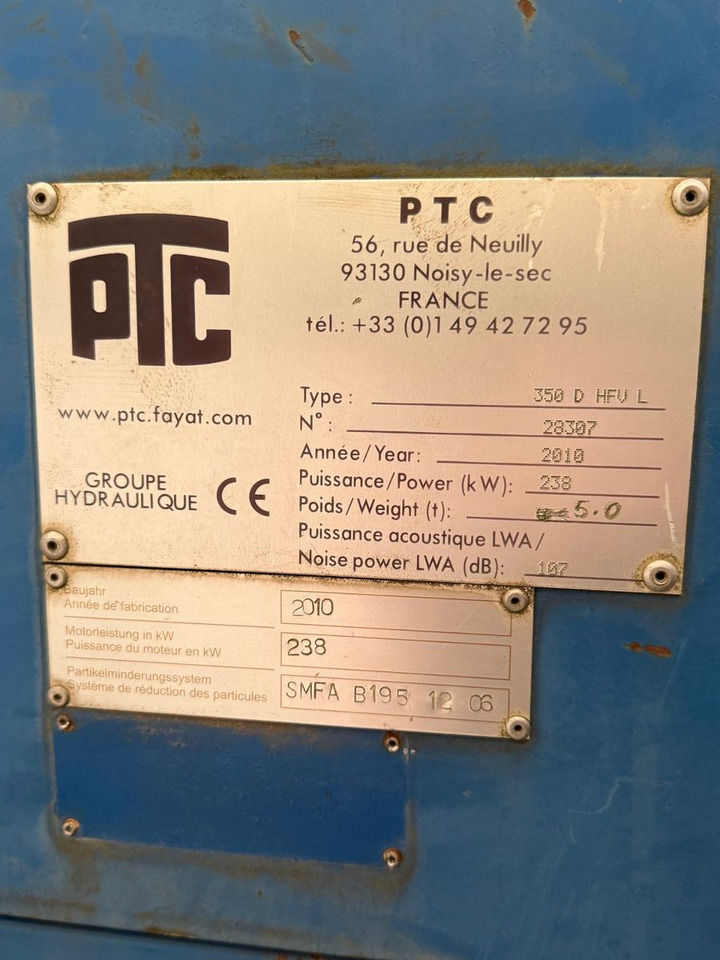 PTC
PTC
56, rue de Neuilly
93130 Noisy-le-sec
FRANCE
tél.: +33 (0)1 49 42 72 95
www.ptc.fayat.com
GROUPE
HYDRAULIQUE CE
Type: 350 D HFV L
N°: 28307
Année/Year: 2010
Puissance/Power (kW): 238
Poids/Weight (t): 5.0
Puissance acoustique LWA/
Noise power LWA (dB): 107
Baujahr
Année de fabrication 2010
Motorleistung in kW
Puissance du moteur en kW 238
Partikelminderungssystem
Système de réduction des particules SMFA B195 12 06